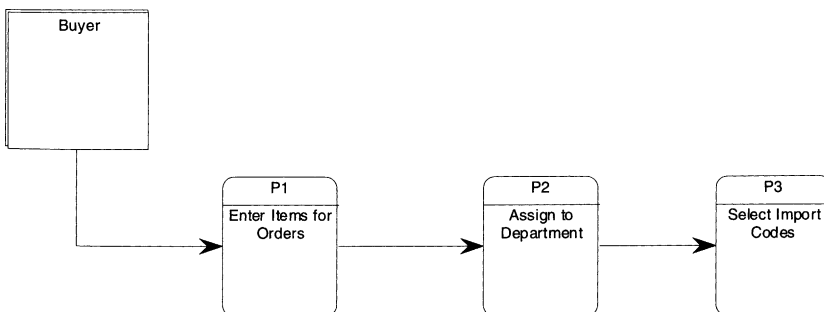 Buyer
P1
Enter Items for
Orders
P2
Assign to
Department
P3
Select Import
Codes